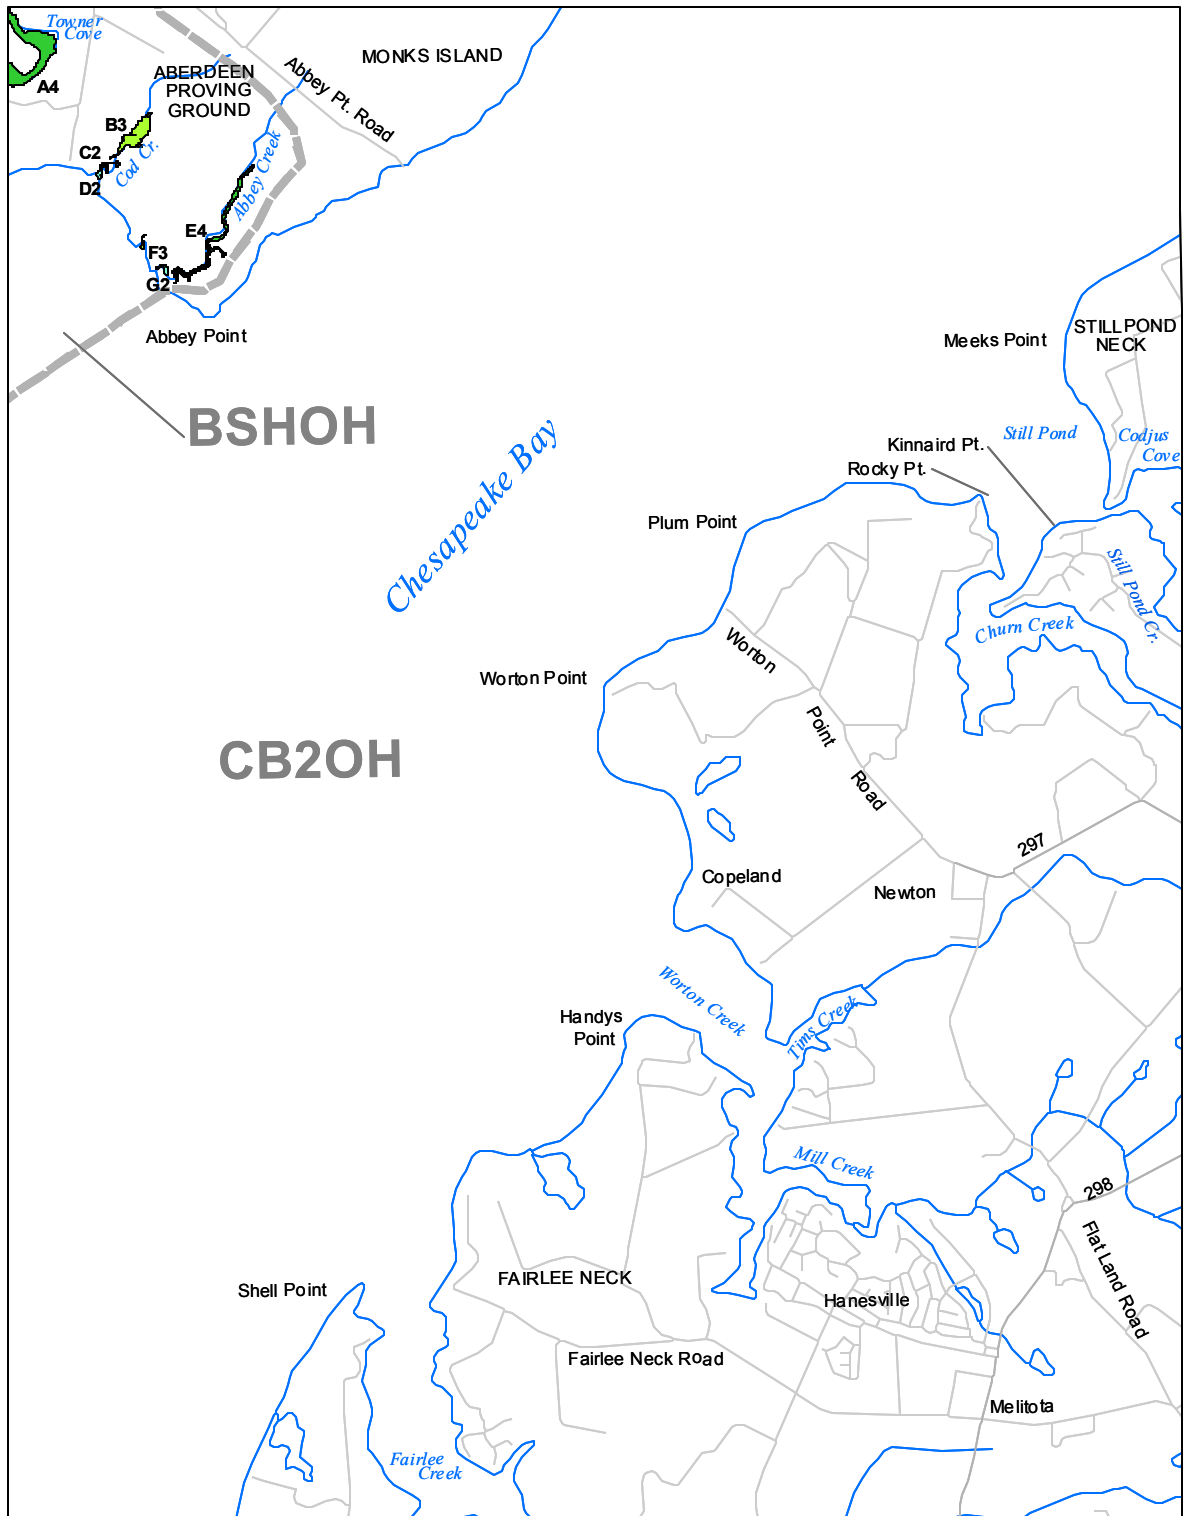 Towner
Cove
A4
MONKS ISLAND
Abbey Pt. Road
ABERDEEN
PROVING
GROUND
B3
C2
Cod Cr.
D2
Abbey Creek
E4
F3
G2
Abbey Point
BSHOH
Chesapeake Bay
Meeks Point
STILLPOND
NECK
Still Pond
Codjus
Cove
Kinnaird Pt.
Rocky Pt.
Plum Point
Still Pond Cr.
Churn Creek
Worton Point
Worton
Point
Road
CB2OH
297
Copeland
Newton
Worton Creek
Handys
Point
Tims Creek
Mill Creek
298
Flat Land Road
Shell Point
FAIRLEE NECK
Hanesville
Fairlee Neck Road
Melitota
Fairlee
Creek